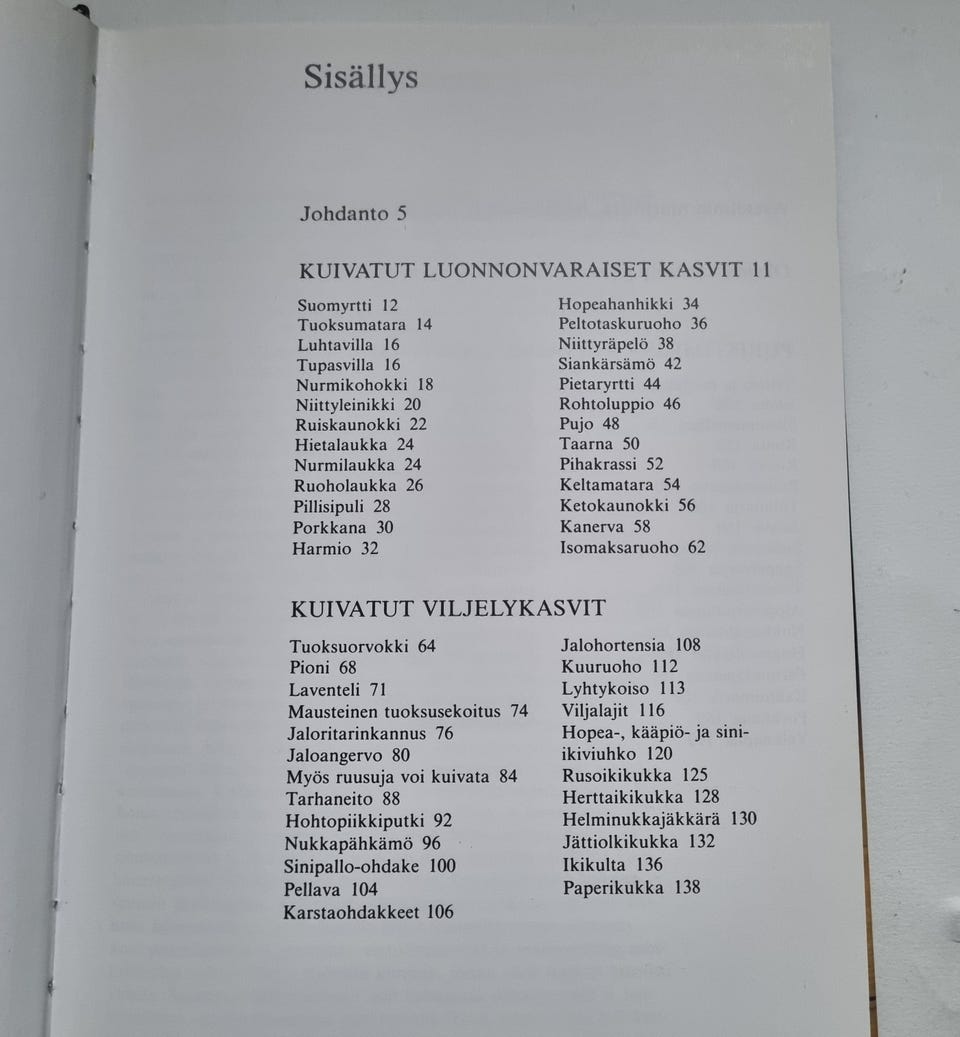 Sisällys
Johdanto 5
KUIVATUT LUONNONVARAISET KASVIT 11
Suomyrtti 12
Tuoksumatara 14
Luhtavilla 16
Tupasvilla 16
Nurmikohokki 18
Niittyleinikki 20
Ruiskaunokki 22
Hietalaukka 24
Nurmilaukka 24
Ruoholaukka 26
Pillisipuli 28
Porkkana 30
Harmio 32
Hopeahanhikki 34
Peltotaskuruoho 36
Niittyräpelö 38
Siankärsämö 42
Pietaryrtti 44
Rohtoluppio 46
Pujo 48
Taarna 50
Pihakrassi 52
Keltamatara 54
Ketokaunokki 56
Kanerva 58
Isomaksaruoho 62
KUIVATUT VILJELYKASVIT
Tuoksuorvokki 64
Pioni 68
Laventeli 71
Mausteinen tuoksusekoitus 74
Jaloritarinkannus 76
Jaloangervo 80
Myös ruusuja voi kuivata 84
Tarhaneito 88
Hohtopiikkiputki 92
Nukkapähkämö 96
Sinipallo-ohdake 100
Pellava 104
Karstaohdakkeet 106
Jalohortensia 108
Kuuruoho 112
Lyhtykoiso 113
Viljalajit 116
Hopea-, kääpiö- ja sini-
ikiviuhko 120
Rusoikikukka 125
Herttaikikukka 128
Helminukkajäkkärä 130
Jättiolkikukka 132
Ikikulta 136
Paperikukka 138